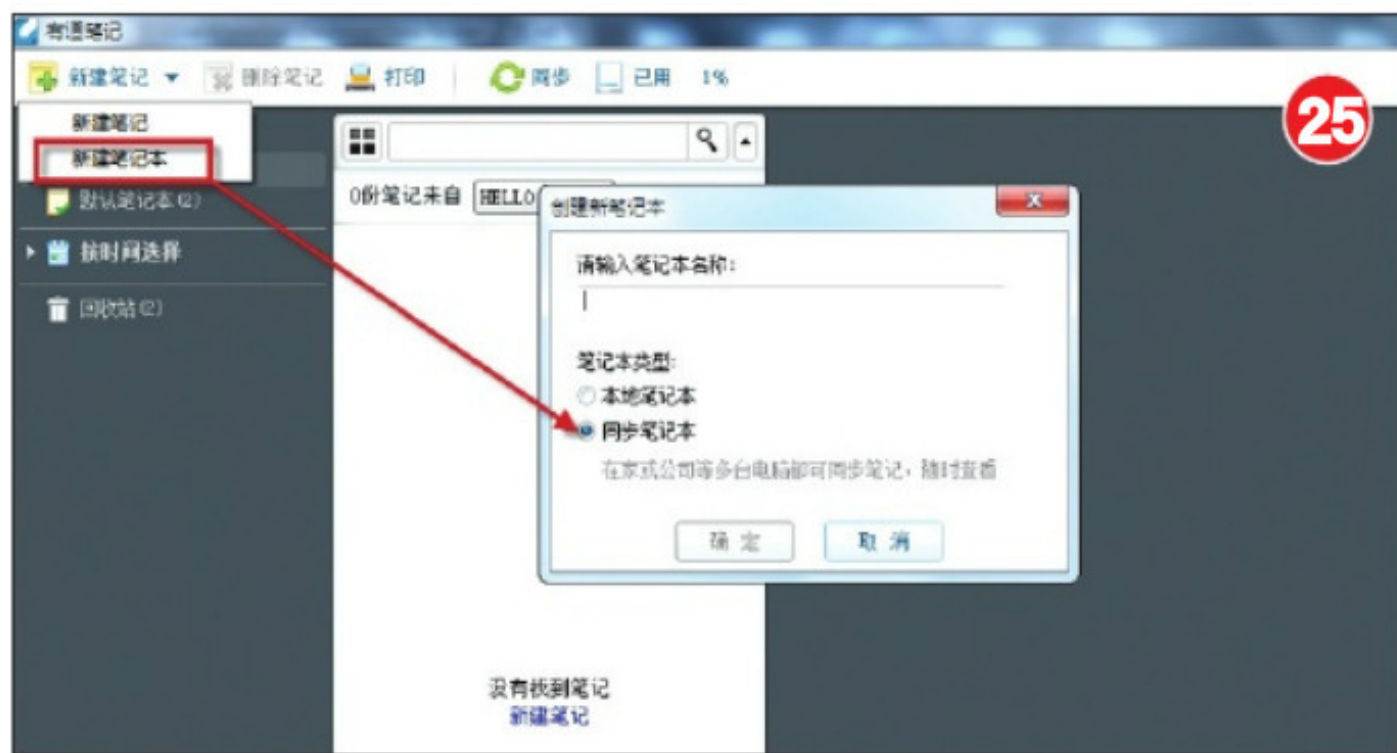 有道笔记
新建笔记 删除笔记 打印 同步 已用 1%
25
新建笔记
新建笔记本
默认笔记本(2)
按时间选择
回收站(2)
0份笔记来自 HELLO
创建新笔记本
请输入笔记本名称:
笔记本类型:
本地笔记本
同步笔记本
在家或公司等多台电脑都可同步笔记,随时查看
确定 取消
没有找到笔记
新建笔记